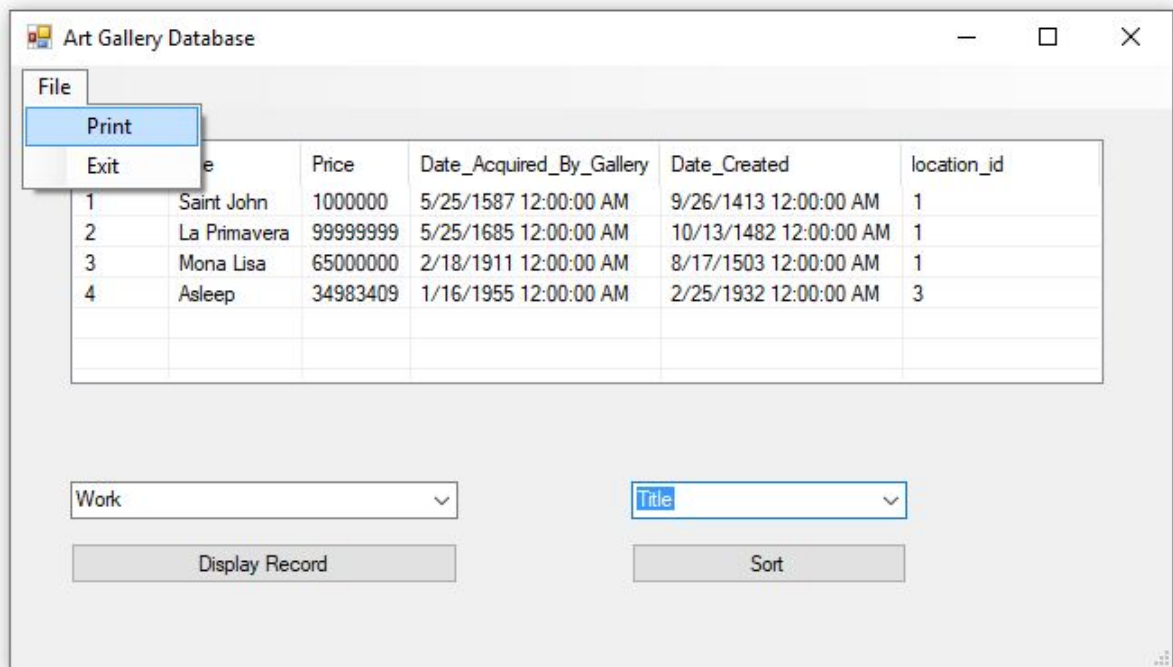 Art Gallery Database
File
Print
Exit
e Price Date_Acquired_By_Gallery Date_Created location_id
1 Saint John 1000000 5/25/1587 12:00:00 AM 9/26/1413 12:00:00 AM 1
2 La Primavera 99999999 5/25/1685 12:00:00 AM 10/13/1482 12:00:00 AM 1
3 Mona Lisa 65000000 2/18/1911 12:00:00 AM 8/17/1503 12:00:00 AM 1
4 Asleep 34983409 1/16/1955 12:00:00 AM 2/25/1932 12:00:00 AM 3
Work Title
Display Record Sort